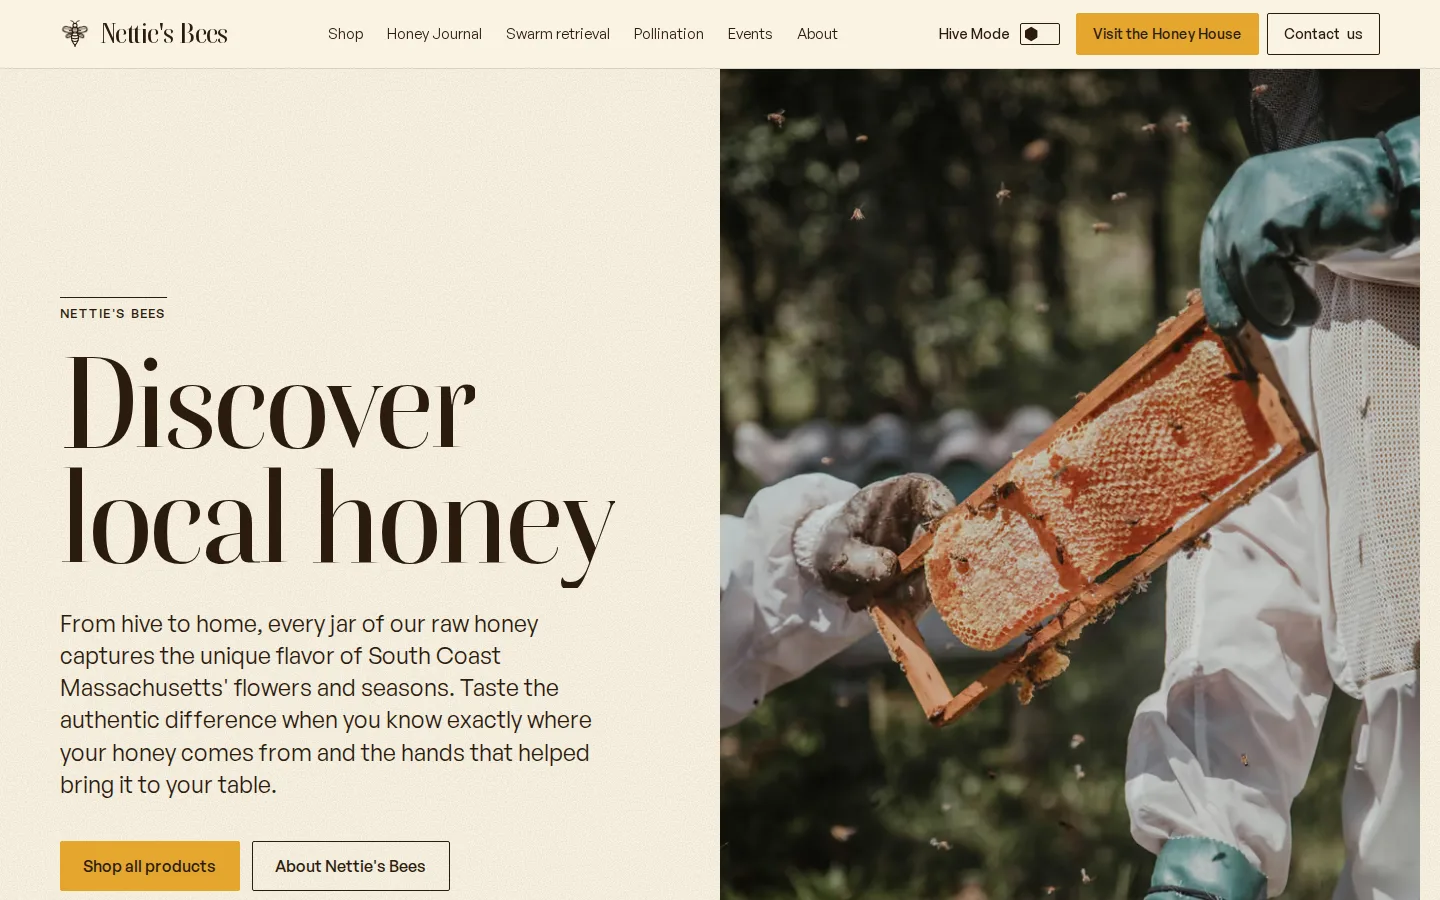 Nettie's Bees
Shop
Honey Journal
Swarm retrieval
Pollination
Events
About
Hive Mode
Visit the Honey House
Contact us
NETTIE'S BEES
Discover
local honey
From hive to home, every jar of our raw honey
captures the unique flavor of South Coast
Massachusetts' flowers and seasons. Taste the
authentic difference when you know exactly where
your honey comes from and the hands that helped
bring it to your table.
Shop all products
About Nettie's Bees